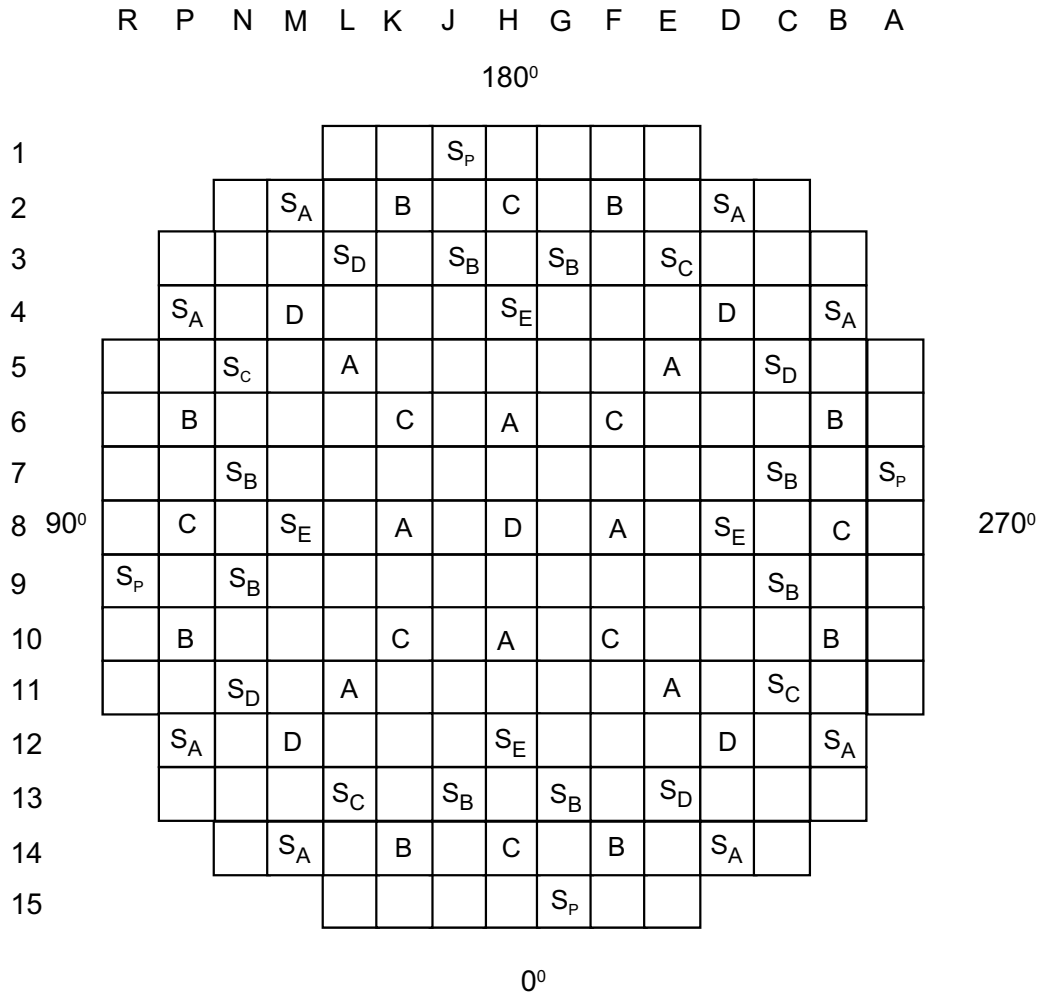 R P N M L K J H G F E D C B A
180⁰
1 S_P
2 S_A B C B S_A
3 S_D S_B S_B S_C
4 S_A D S_E D S_A
5 S_C A A S_D
6 B C A C B
7 S_B S_B S_P
8 90⁰ C S_E A D A S_E C 270⁰
9 S_P S_B S_B
10 B C A C B
11 S_D A A S_C
12 S_A D S_E D S_A
13 S_C S_B S_B S_D
14 S_A B C B S_A
15 S_P
0⁰